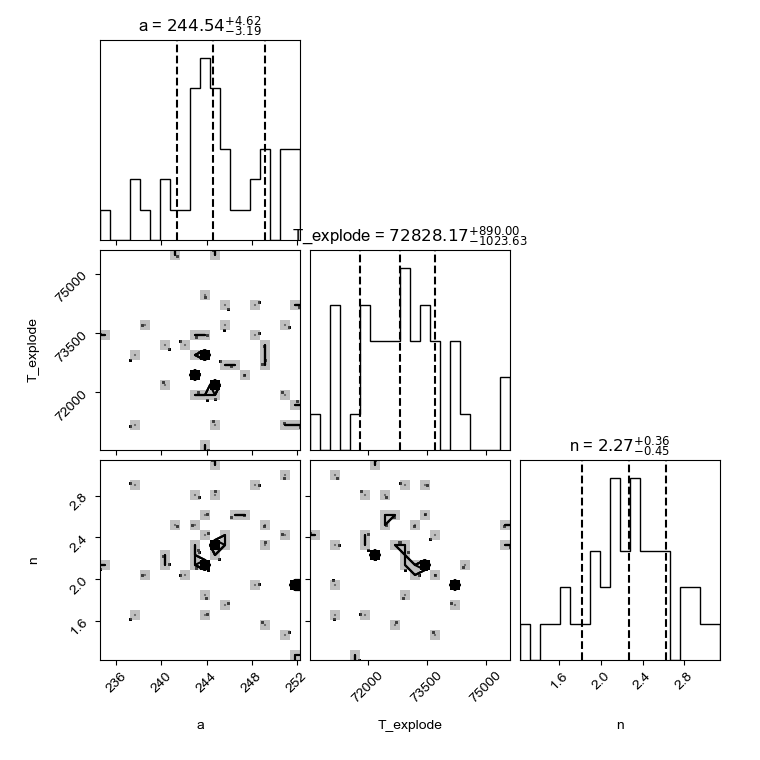 a = 244.54+4.62−3.19
T_explode = 72828.17+890.00−1023.63
75000
73500
72000
T_explode
n = 2.27+0.36−0.45
2.8
2.4
2.0
1.6
n
236
240
244
248
252
a
72000
73500
75000
T_explode
1.6
2.0
2.4
2.8
n